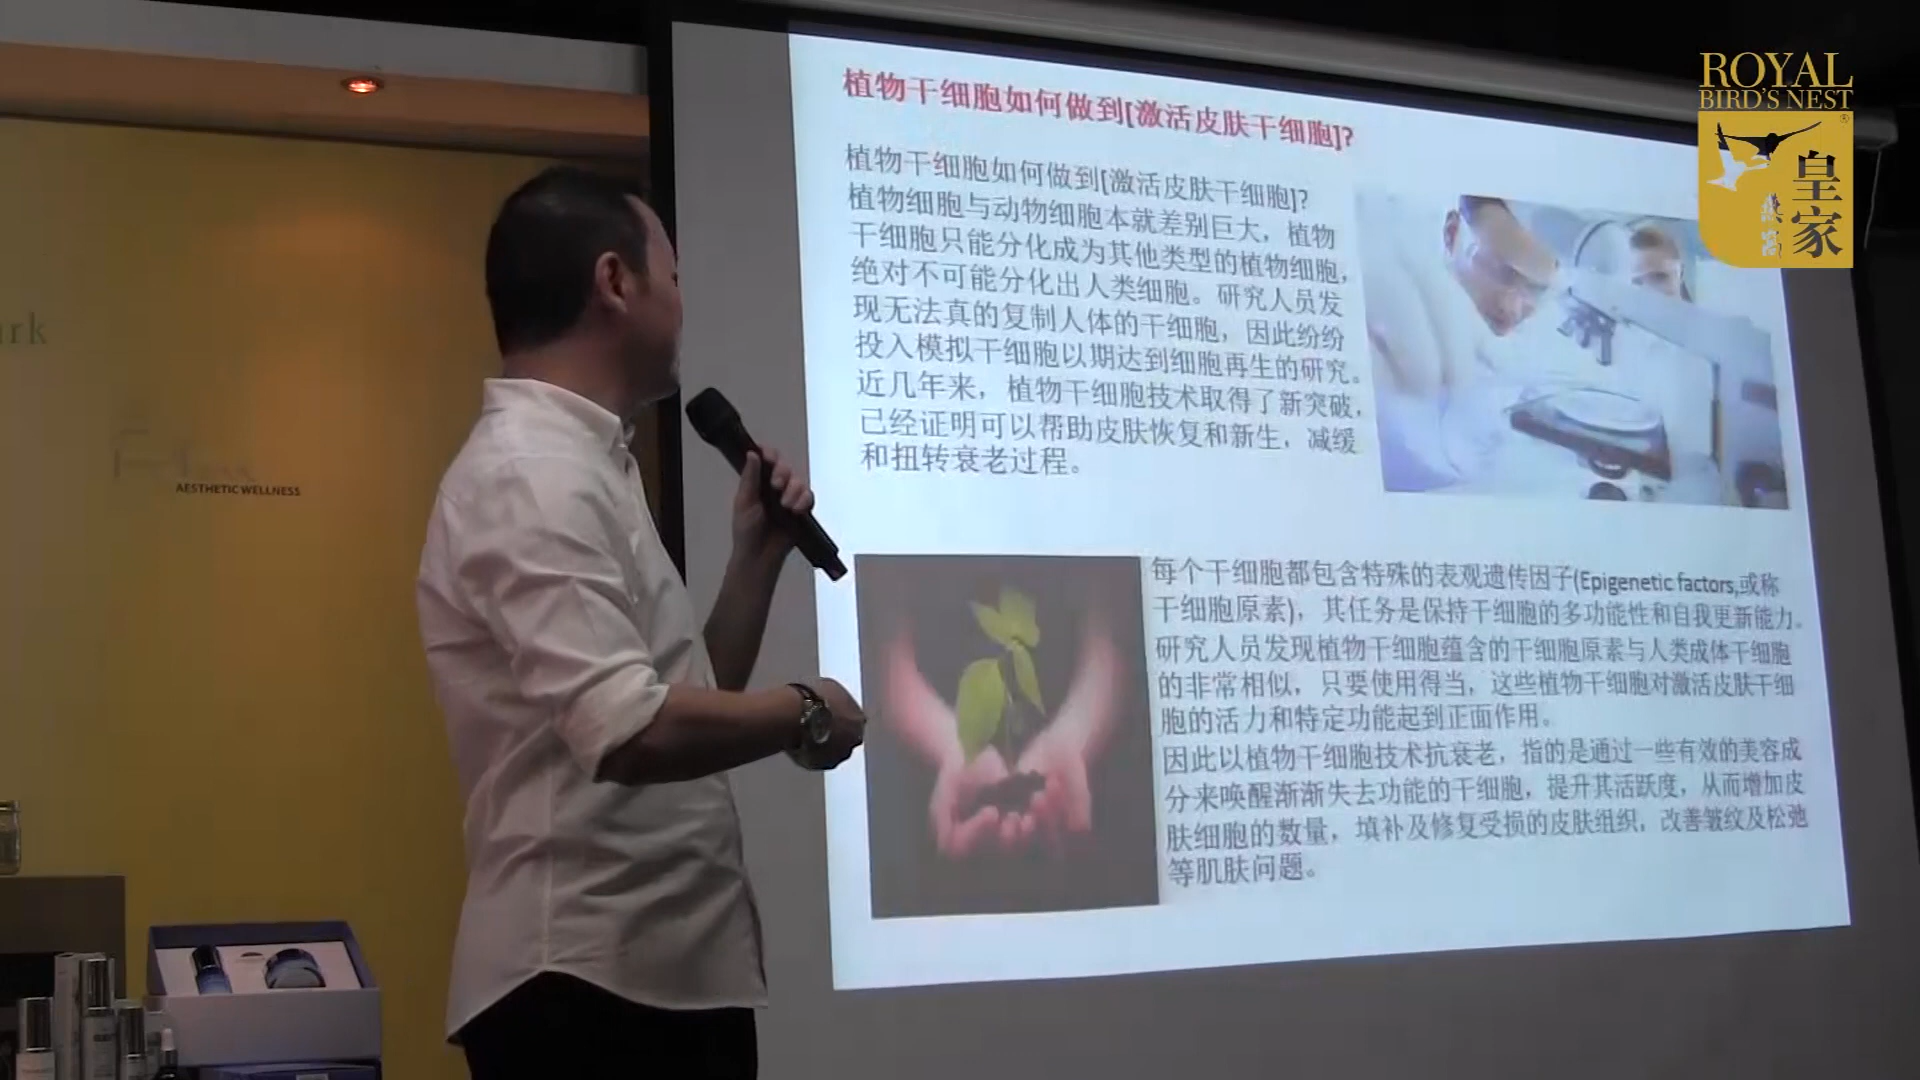 ROYAL
BIRD'S NEST
®
皇家
燕窝
植物干细胞如何做到[激活皮肤干细胞]?
植物干细胞如何做到[激活皮肤干细胞]?
植物细胞与动物细胞本就差别巨大，植物
干细胞只能分化成为其他类型的植物细胞，
绝对不可能分化出人类细胞。研究人员发
现无法真的复制人体的干细胞，因此纷纷
投入模拟干细胞以期达到细胞再生的研究。
近几年来，植物干细胞技术取得了新突破，
已经证明可以帮助皮肤恢复和新生，减缓
和扭转衰老过程。
每个干细胞都包含特殊的表观遗传因子(Epigenetic factors,或称
干细胞原素)，其任务是保持干细胞的多功能性和自我更新能力。
研究人员发现植物干细胞蕴含的干细胞原素与人类成体干细胞
的非常相似，只要使用得当，这些植物干细胞对激活皮肤干细
胞的活力和特定功能起到正面作用。
因此以植物干细胞技术抗衰老，指的是通过一些有效的美容成
分来唤醒渐渐失去功能的干细胞，提升其活跃度，从而增加皮
肤细胞的数量，填补及修复受损的皮肤组织，改善皱纹及松弛
等肌肤问题。
AESTHETIC WELLNESS